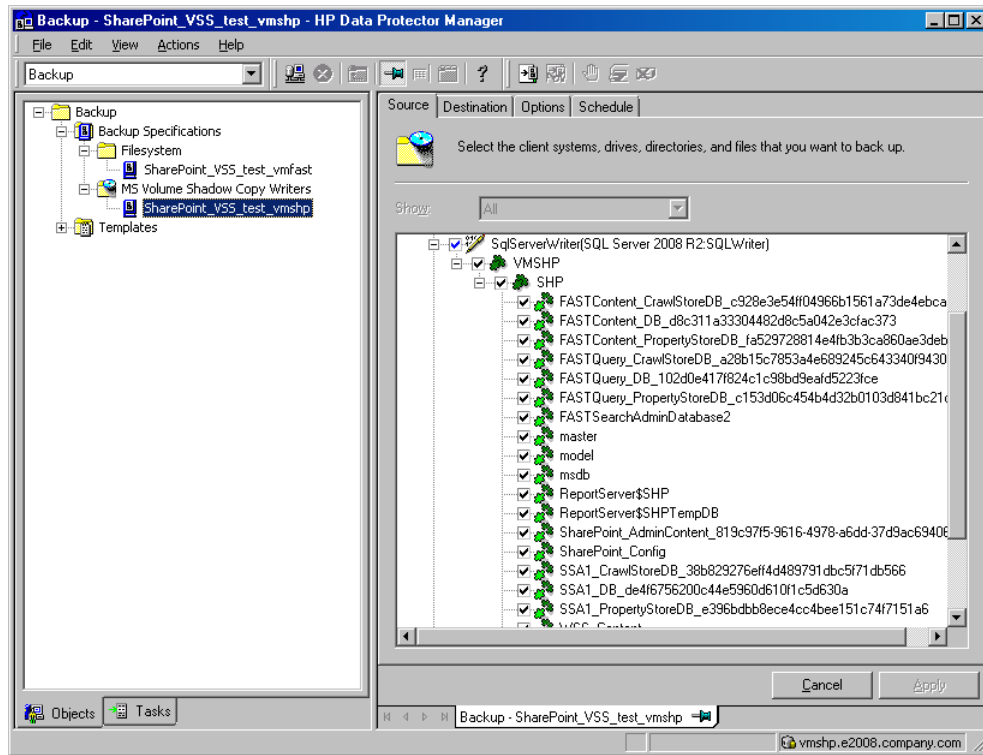 Backup - SharePoint_VSS_test_vmshp - HP Data Protector Manager
File Edit View Actions Help
Backup
?
Backup
Backup Specifications
Filesystem
SharePoint_VSS_test_vmfast
MS Volume Shadow Copy Writers
SharePoint_VSS_test_vmshp
Templates
Objects Tasks
Source Destination Options Schedule
Select the client systems, drives, directories, and files that you want to back up.
Show: All
SqlServerWriter(SQL Server 2008 R2:SQLWriter)
VMSHP
SHP
FASTContent_CrawlStoreDB_c928e3e54ff04966b1561a73de4ebca
FASTContent_DB_d8c311a33304482d8c5a042e3cfac373
FASTContent_PropertyStoreDB_fa529728814e4fb3b3ca860ae3deb
FASTQuery_CrawlStoreDB_a28b15c7853a4e689245c643340f9430
FASTQuery_DB_102d0e417f824c1c98bd9eafd5223fce
FASTQuery_PropertyStoreDB_c153d06c454b4d32b0103d841bc21c
FASTSearchAdminDatabase2
master
model
msdb
ReportServer$SHP
ReportServer$SHPTempDB
SharePoint_AdminContent_819c97f5-9616-4978-a6dd-37d9ac69406
SharePoint_Config
SSA1_CrawlStoreDB_38b829276eff4d489791dbc5f71db566
SSA1_DB_de4f6756200c44e5960d610f1c5d630a
SSA1_PropertyStoreDB_e396bdbb8ece4cc4bee151c74f7151a6
WSS_Content
Cancel Apply
Backup - SharePoint_VSS_test_vmshp
vmshp.e2008.company.com